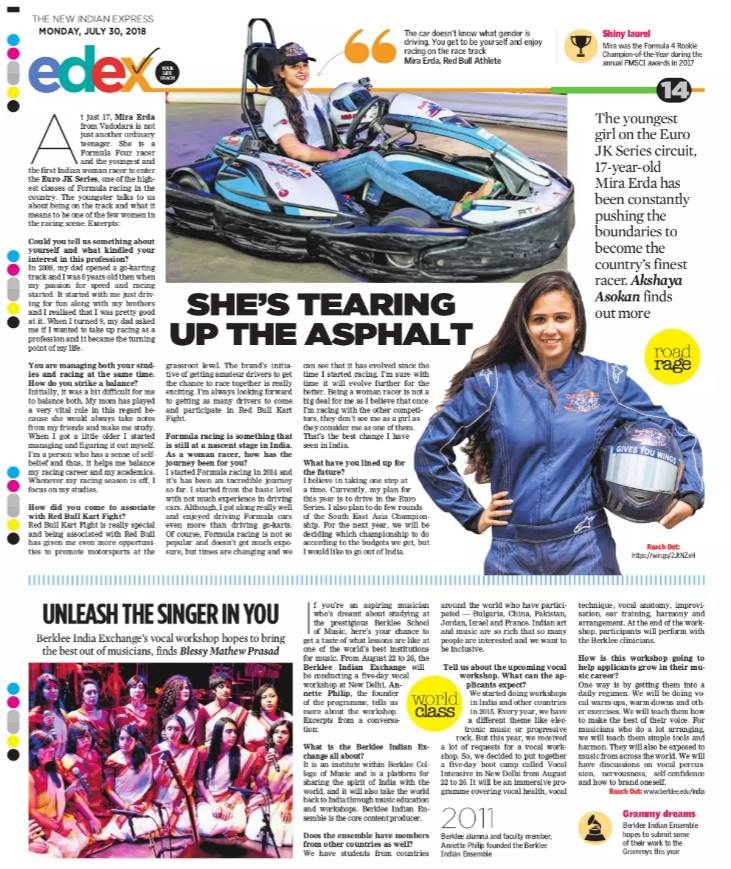 THE NEW INDIAN EXPRESS
MONDAY, JULY 30, 2018
edex
YOUR LIFE COACH
The car doesn't know what gender is
driving. You get to be yourself and enjoy
racing on the race track
Mira Erda, Red Bull Athlete
Shiny laurel
Mira was the Formula 4 Rookie
Champion-of-the-Year during the
annual FMSCI awards in 2017
14
At just 17, Mira Erda
from Vadodara is not
just another ordinary
teenager. She is a
Formula Four racer
and the youngest and
the first Indian woman racer to enter
the Euro JK Series, one of the high-
est classes of Formula racing in the
country. The youngster talks to us
about being on the track and what it
means to be one of the few women in
the racing scene. Excerpts:
Could you tell us something about
yourself and what kindled your
interest in this profession?
In 2009, my dad opened a go-karting
track and I was 8 years old then when
my passion for speed and racing
started. It started with me just driv-
ing for fun along with my brothers
and I realised that I was pretty good
at it. When I turned 9, my dad asked
me if I wanted to take up racing as a
profession and it became the turning
point of my life.
You are managing both your stud-
ies and racing at the same time.
How do you strike a balance?
Initially, it was a bit difficult for me
to balance both. My mom has played
a very vital role in this regard be-
cause she would always take notes
from my friends and make me study.
When I got a little older I started
managing and figuring it out myself.
I'm a person who has a sense of self-
belief and thus, it helps me balance
my racing career and my academics.
Whenever my racing season is off, I
focus on my studies.
How did you come to associate
with Red Bull Kart Fight?
Red Bull Kart Fight is really special
and being associated with Red Bull
has given me even more opportuni-
ties to promote motorsports at the
SHE'S TEARING
UP THE ASPHALT
grassroot level. The brand's initia-
tive of getting amateur drivers to get
the chance to race together is really
exciting. I'm always looking forward
to getting as many drivers to come
and participate in Red Bull Kart
Fight.
Formula racing is something that
is still at a nascent stage in India.
As a woman racer, how has the
journey been for you?
I started Formula racing in 2014 and
it's has been an incredible journey
so far. I started from the basic level
with not much experience in driving
cars. Although, I got along really well
and enjoyed driving Formula cars
even more than driving go-karts.
Of course, Formula racing is not so
popular and doesn't got much expo-
sure, but times are changing and we
can see that it has evolved since the
time I started racing. I'm sure with
time it will evolve further for the
better. Being a woman racer is not a
big deal for me as I believe that once
I'm racing with the other competi-
tors, they don't see me as a girl as
they consider me as one of them.
That's the best change I have
seen in India.
What have you lined up for
the future?
I believe in taking one step at
a time. Currently, my plan for
this year is to drive in the Euro
Series. I also plan to do few rounds
of the South East Asia Champion-
ship. For the next year, we will be
deciding which championship to do
according to the budgets we get, but
I would like to go out of India.
The youngest
girl on the Euro
JK Series circuit,
17-year-old
Mira Erda has
been constantly
pushing the
boundaries to
become the
country's finest
racer. Akshaya
Asokan finds
out more
road
rage
GIVES YOU WINGS
Reach Out:
UNLEASH THE SINGER IN YOU
Berklee India Exchange's vocal workshop hopes to bring
the best out of musicians, finds Blessy Mathew Prasad
If you're an aspiring musician
who's dreamt about studying at
the prestigious Berklee School
of Music, here's your chance to
get a taste of what lessons are like at
one of the world's best institutions
for music. From August 22 to 26, the
Berklee Indian Exchange will
be conducting a five-day vocal
workshop at New Delhi. An-
nette Philip, the founder
of the programme, tells us
more about the workshop.
Excerpts from a conversa-
tion:
What is the Berklee Indian Ex-
change all about?
It is an institute within Berklee Col-
lege of Music and is a platform for
sharing the spirit of India with the
world, and it will also take the world
back to India through music education
and workshops. Berklee Indian En-
semble is the core content producer.
Does the ensemble have members
from other countries as well?
We have students from countries
around the world who have partici-
pated — Bulgaria, China, Pakistan,
Jordan, Israel and France. Indian art
and music are so rich that so many
people are interested and we want to
be inclusive.
world
class
Tell us about the upcoming vocal
workshop. What can the ap-
plicants expect?
We started doing workshops
in India and other countries
in 2015. Every year, we have
a different theme like elec-
tronic music or progressive
rock. But this year, we received
a lot of requests for a vocal work-
shop. So, we decided to put together
a five-day boot camp called Vocal
Intensive in New Delhi from August
22 to 26. It will be an immersive pro-
gramme covering vocal health, vocal
2011
Berklee alumna and faculty member,
Annette Philip founded the Berklee
Indian Ensemble
technique, vocal anatomy, improvi-
sation, ear training, harmony and
arrangement. At the end of the work-
shop, participants will perform with
the Berklee clinicians.
How is this workshop going to
help applicants grow in their mu-
sic career?
One way is by getting them into a
daily regimen. We will be doing vo-
cal warm-ups, warm-downs and oth-
er exercises. We will teach them how
to make the best of their voice. For
musicians who do a lot arranging,
we will teach them simple tools and
harmon. They will also be exposed to
music from across the world. We will
have discussions on vocal percus-
sion, nervousness, self-confidence
and how to brand oneself.
Reach Out: www.berklee.edu/india
Grammy dreams
Berklee Indian Ensemble
hopes to submit some
of their work to the
Grammys this year